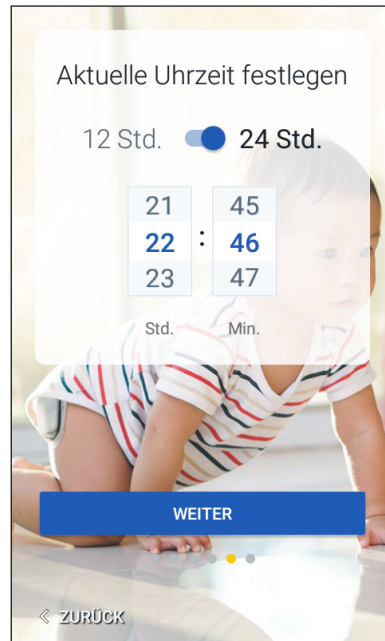 Aktuelle Uhrzeit festlegen
12 Std. 24 Std.
21 45
22 : 46
23 47
Std. Min.
WEITER
ZURÜCK